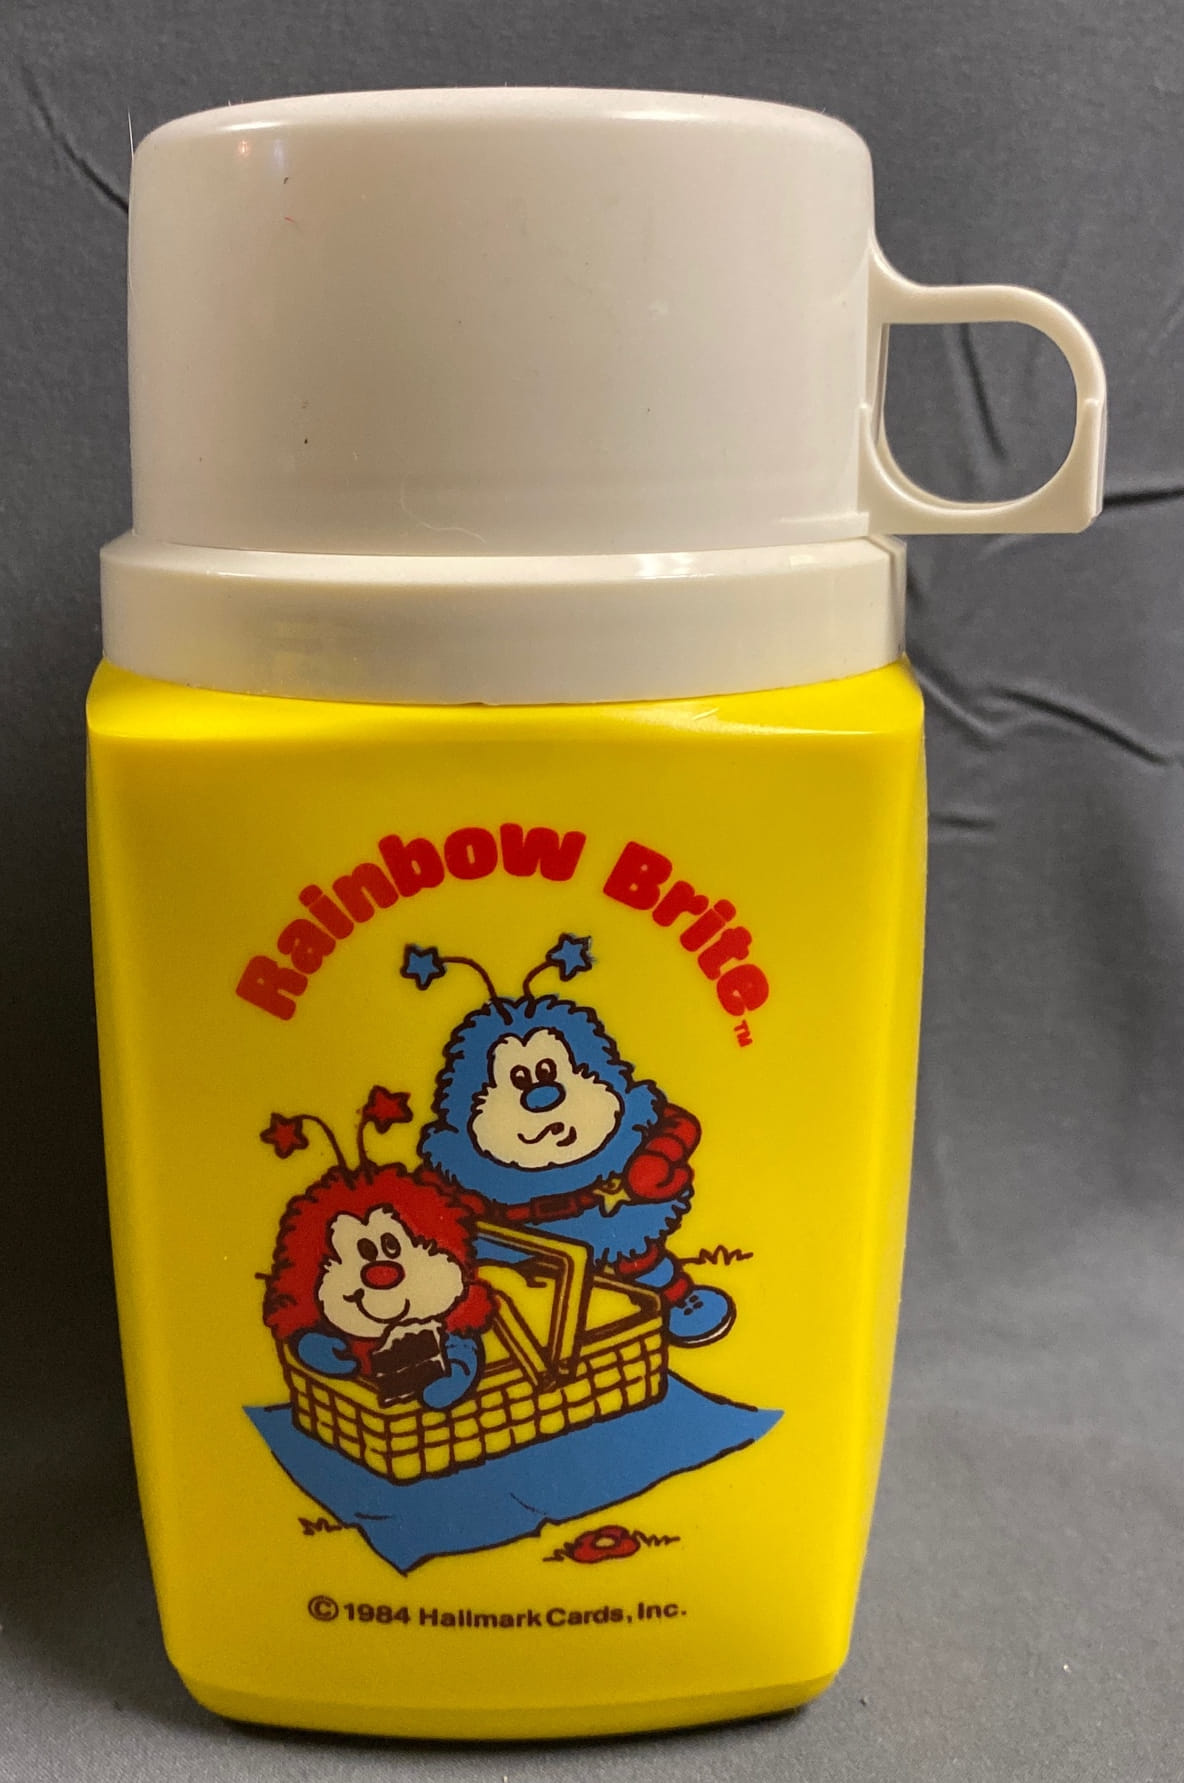 Rainbow Brite™
©1984 Hallmark Cards, Inc.